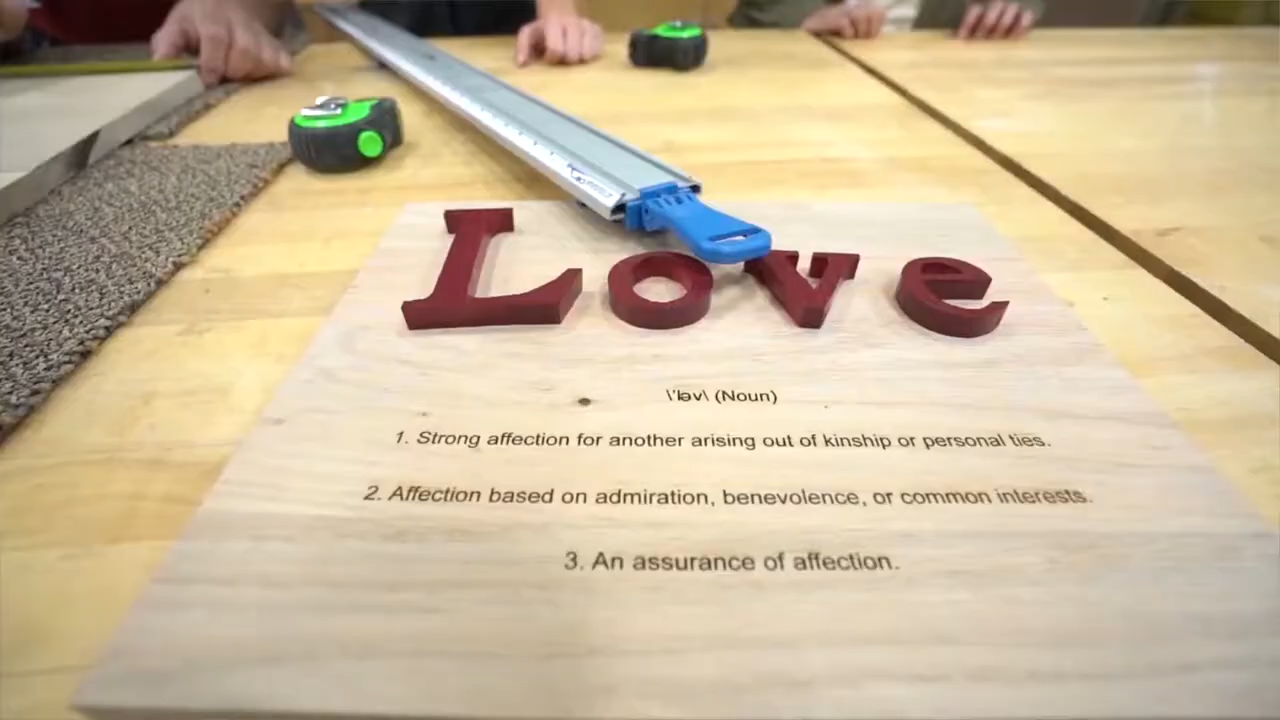 Love
\'ləv\ (Noun)
1. Strong affection for another arising out of kinship or personal ties.
2. Affection based on admiration, benevolence, or common interests.
3. An assurance of affection.